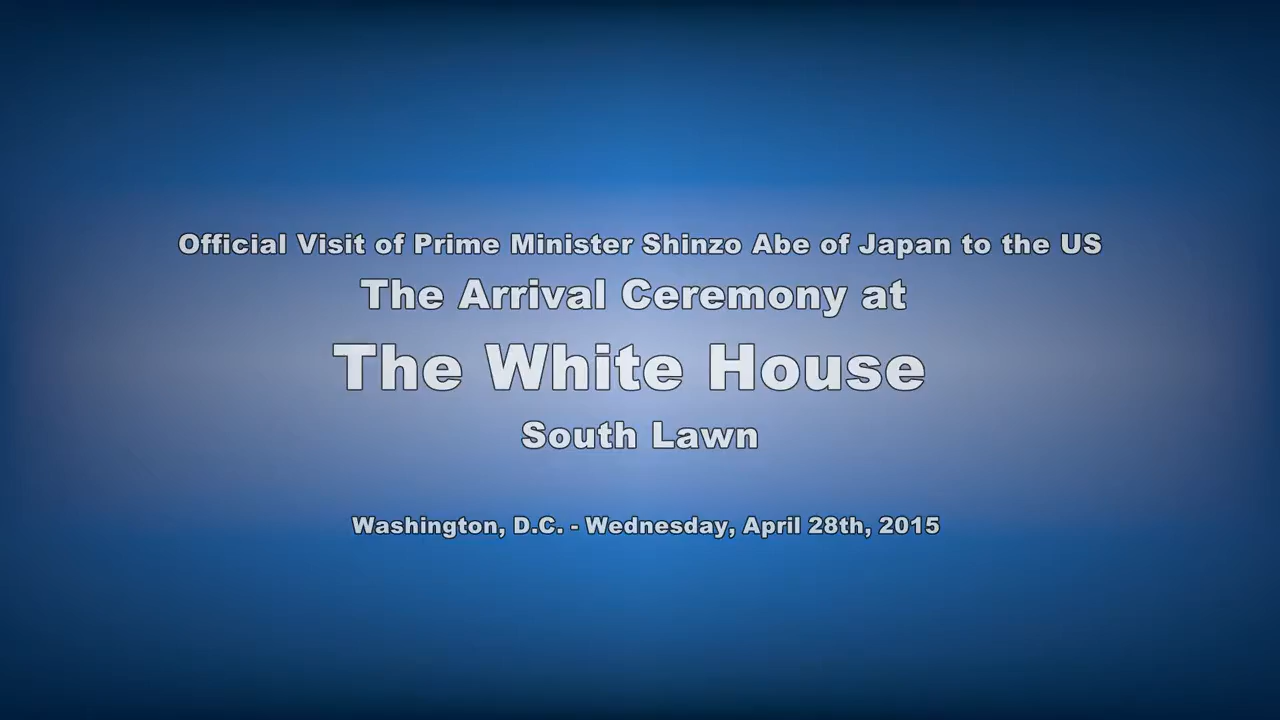 Official Visit of Prime Minister Shinzo Abe of Japan to the US
The Arrival Ceremony at
The White House
South Lawn
Washington, D.C. - Wednesday, April 28th, 2015